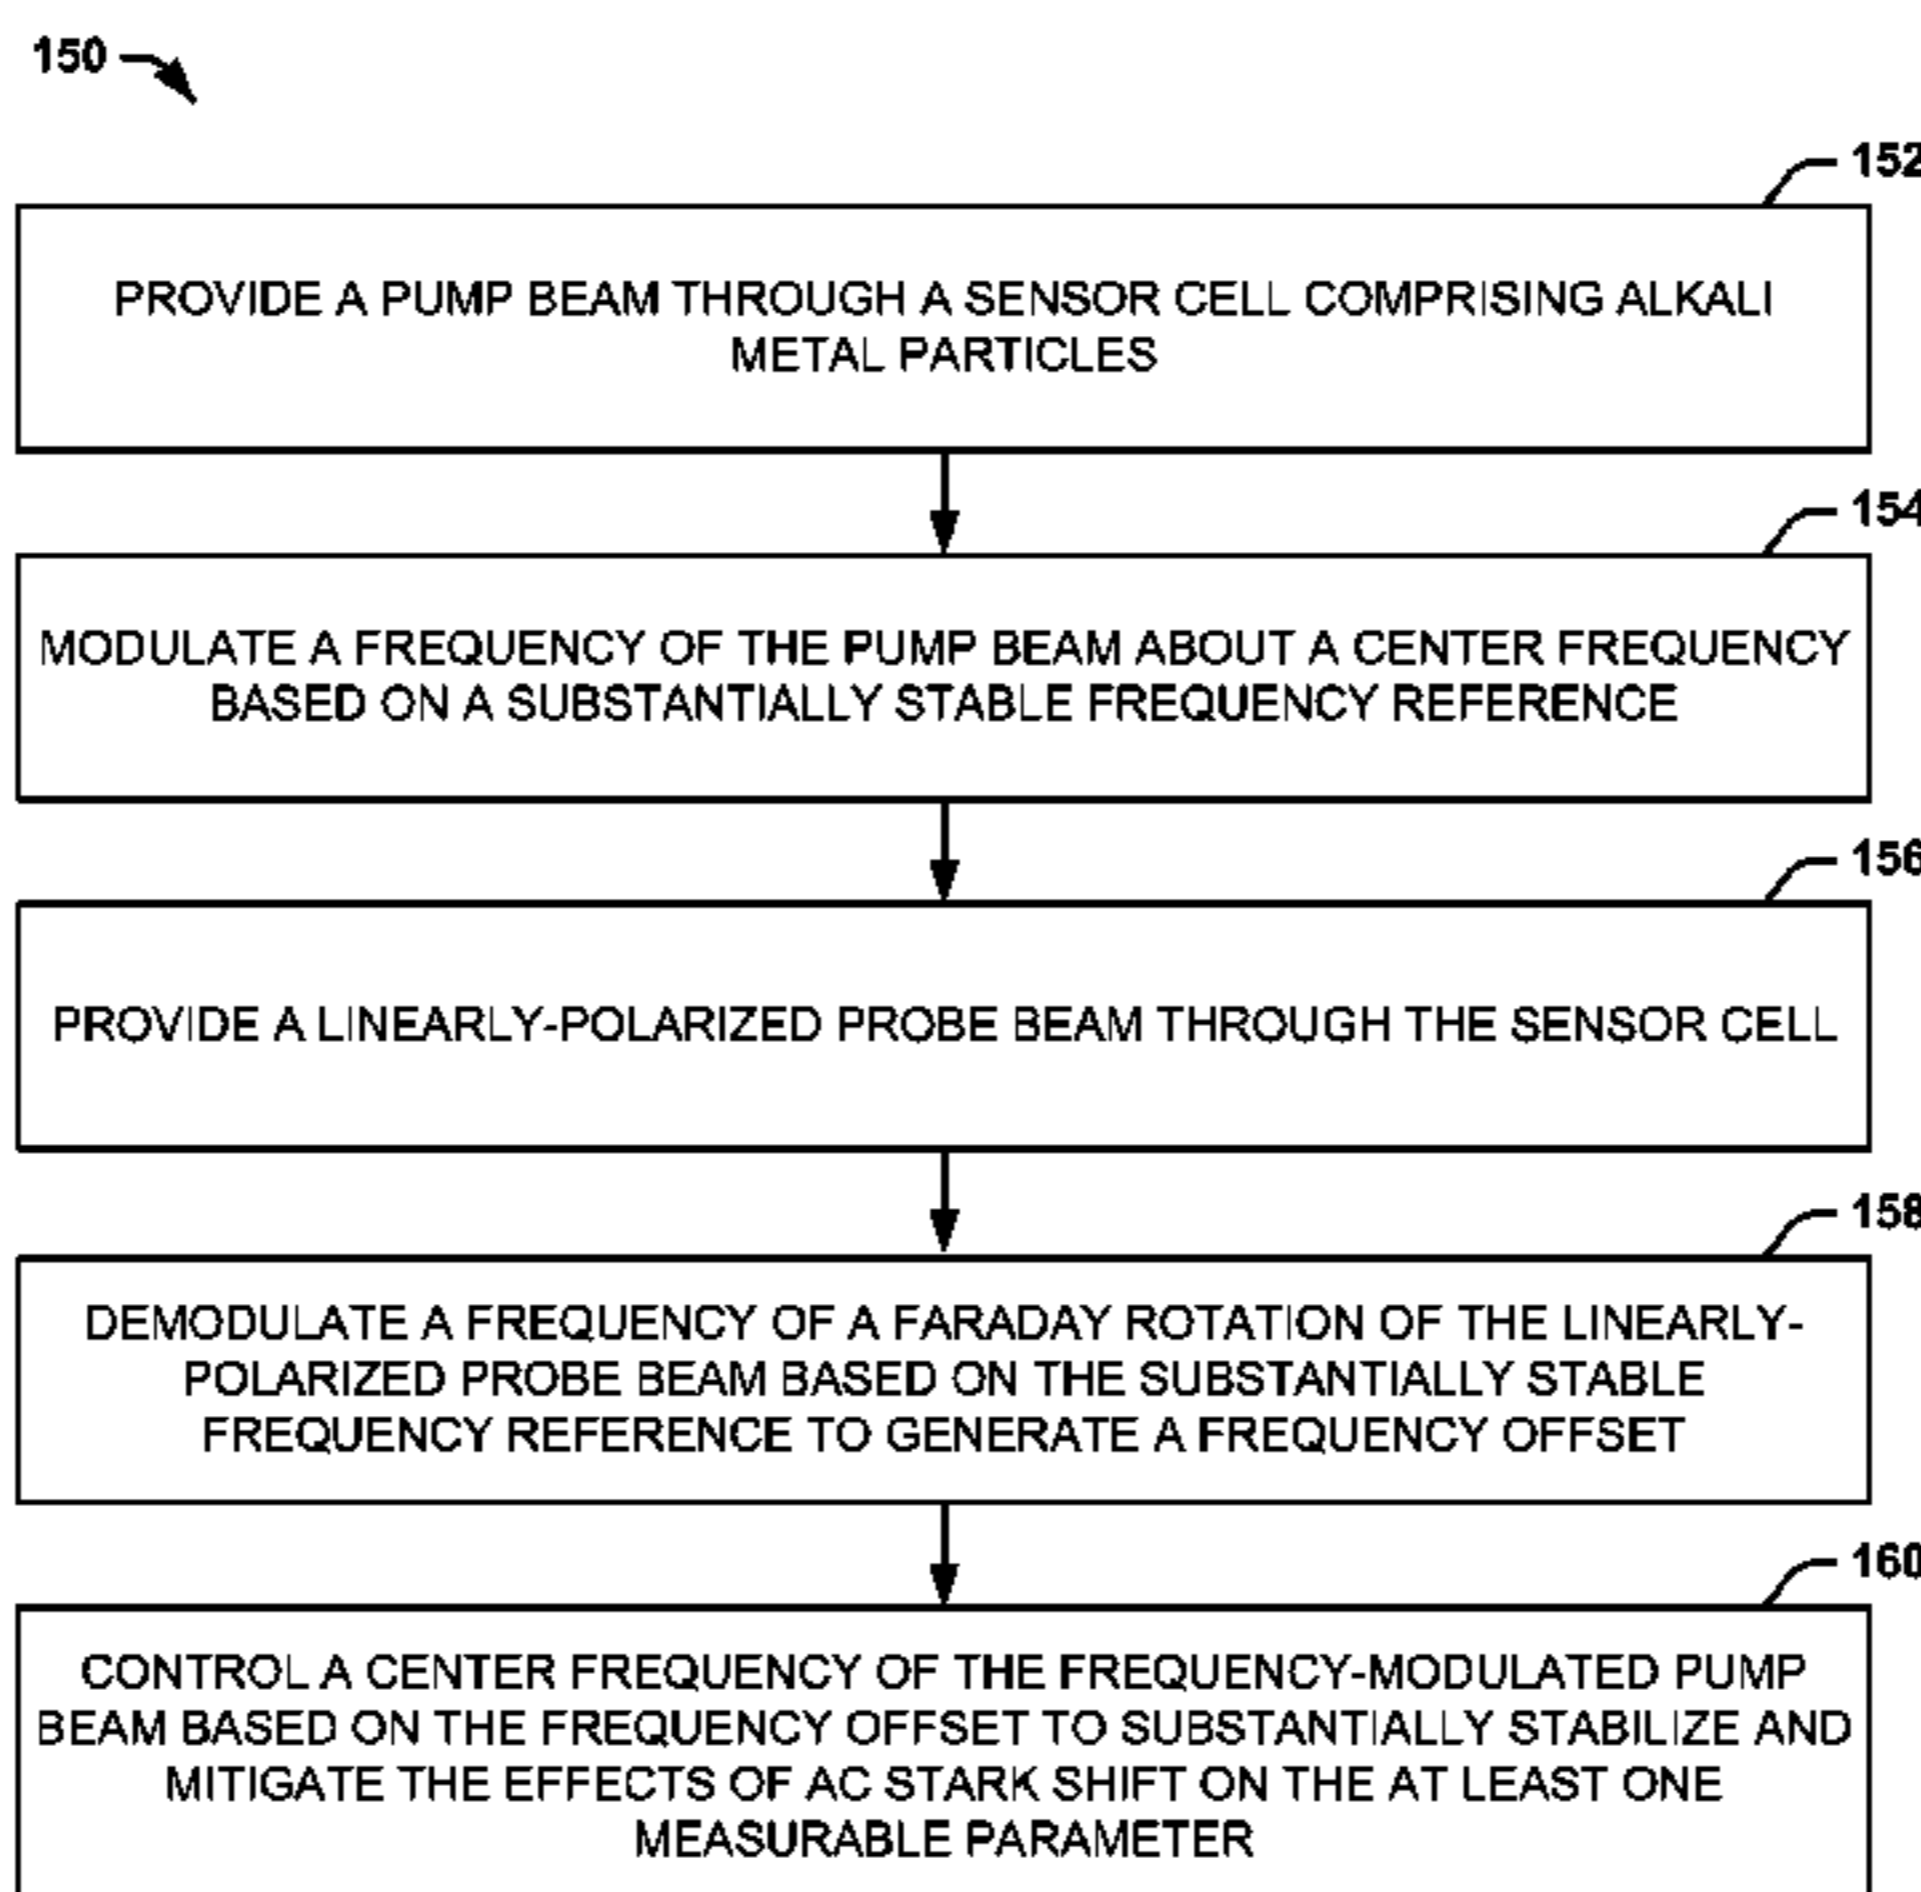 150
152
PROVIDE A PUMP BEAM THROUGH A SENSOR CELL COMPRISING ALKALI
METAL PARTICLES
154
MODULATE A FREQUENCY OF THE PUMP BEAM ABOUT A CENTER FREQUENCY
BASED ON A SUBSTANTIALLY STABLE FREQUENCY REFERENCE
156
PROVIDE A LINEARLY-POLARIZED PROBE BEAM THROUGH THE SENSOR CELL
158
DEMODULATE A FREQUENCY OF A FARADAY ROTATION OF THE LINEARLY-
POLARIZED PROBE BEAM BASED ON THE SUBSTANTIALLY STABLE
FREQUENCY REFERENCE TO GENERATE A FREQUENCY OFFSET
160
CONTROL A CENTER FREQUENCY OF THE FREQUENCY-MODULATED PUMP
BEAM BASED ON THE FREQUENCY OFFSET TO SUBSTANTIALLY STABILIZE AND
MITIGATE THE EFFECTS OF AC STARK SHIFT ON THE AT LEAST ONE
MEASURABLE PARAMETER